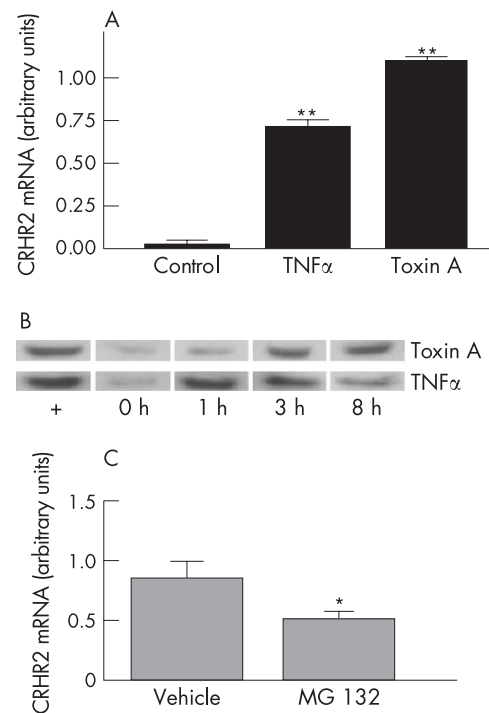 A
CRHR2 mRNA (arbitrary units)
1.00
0.75
0.50
0.25
0.00
**
**
Control TNFα Toxin A
B
Toxin A
TNFα
+ 0 h 1 h 3 h 8 h
C
CRHR2 mRNA (arbitrary units)
1.5
1.0
0.5
0
*
Vehicle MG 132